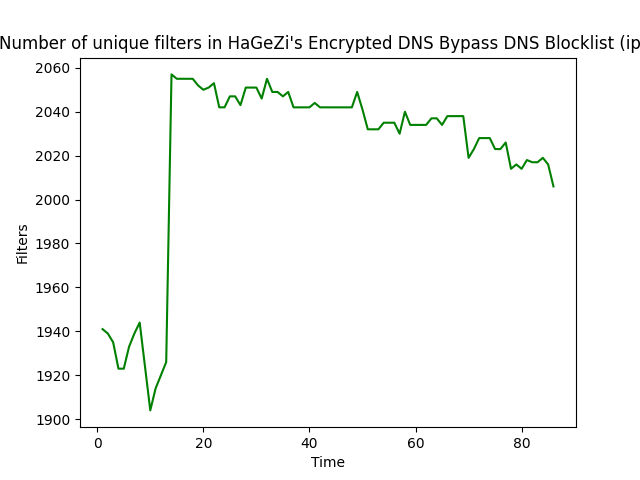 Number of unique filters in HaGeZi's Encrypted DNS Bypass DNS Blocklist (ip
2060
2040
2020
2000
1980
1960
1940
1920
1900
Filters
0 20 40 60 80
Time